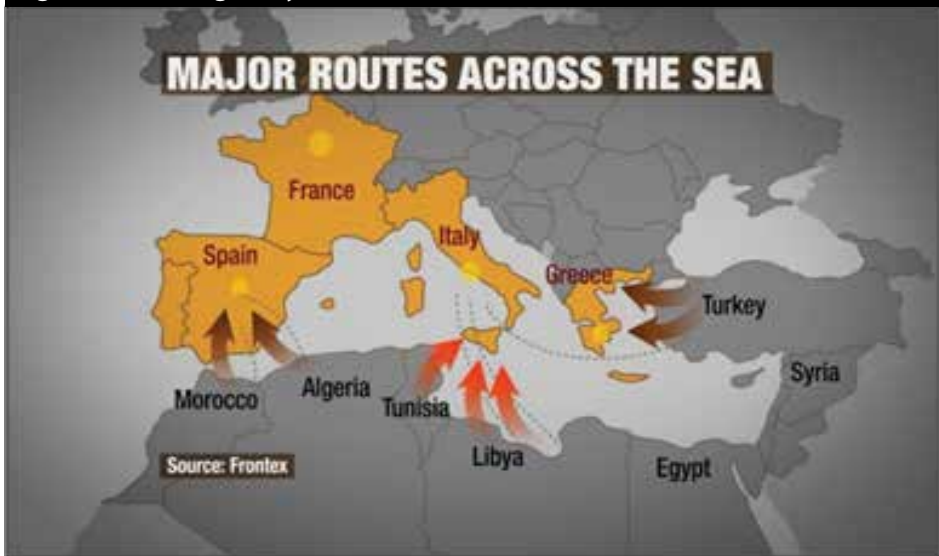 MAJOR ROUTES ACROSS THE SEA
France
Italy
Spain
Greece
Turkey
Syria
Algeria
Morocco
Tunisia
Libya
Egypt
Source: Frontex